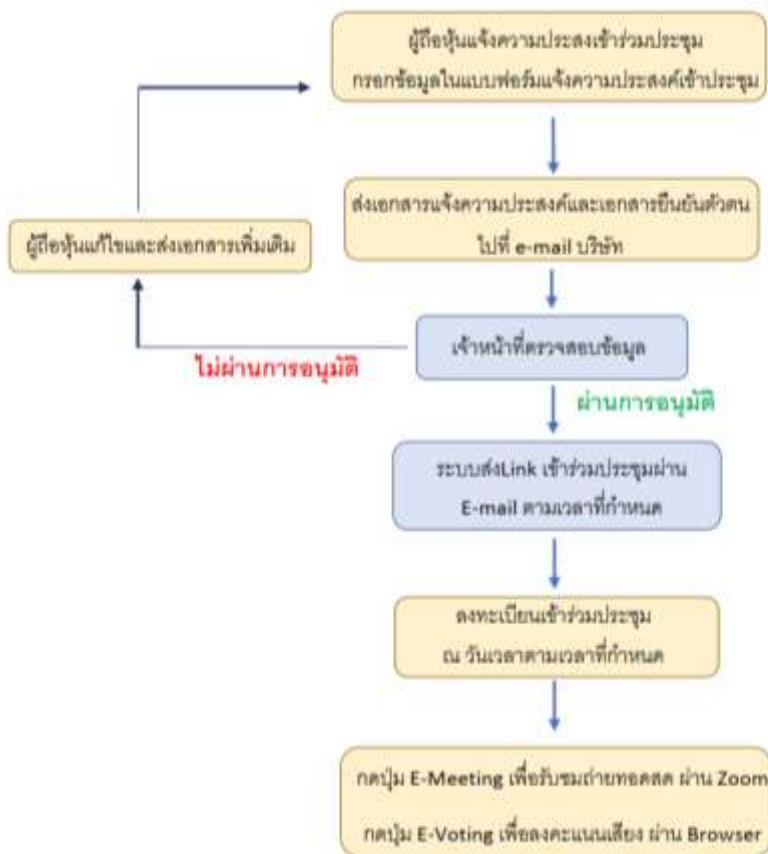 ผู้ถือหุ้นแจ้งความประสงเข้าร่วมประชุม
กรอกข้อมูลในแบบฟอร์มแจ้งความประสงค์เข้าประชุม
ส่งเอกสารแจ้งความประสงค์และเอกสารยืนยันตัวตน
ไปที่ e-mail บริษัท
ผู้ถือหุ้นแก้ไขและส่งเอกสารเพิ่มเติม
เจ้าหน้าที่ตรวจสอบข้อมูล
ไม่ผ่านการอนุมัติ
ผ่านการอนุมัติ
ระบบส่งLink เข้าร่วมประชุมผ่าน
E-mail ตามเวลาที่กำหนด
ลงทะเบียนเข้าร่วมประชุม
ณ วันเวลาตามเวลาที่กำหนด
กดปุ่ม E-Meeting เพื่อรับชมถ่ายทอดสด ผ่าน Zoom
กดปุ่ม E-Voting เพื่อลงคะแนนเสียง ผ่าน Browser